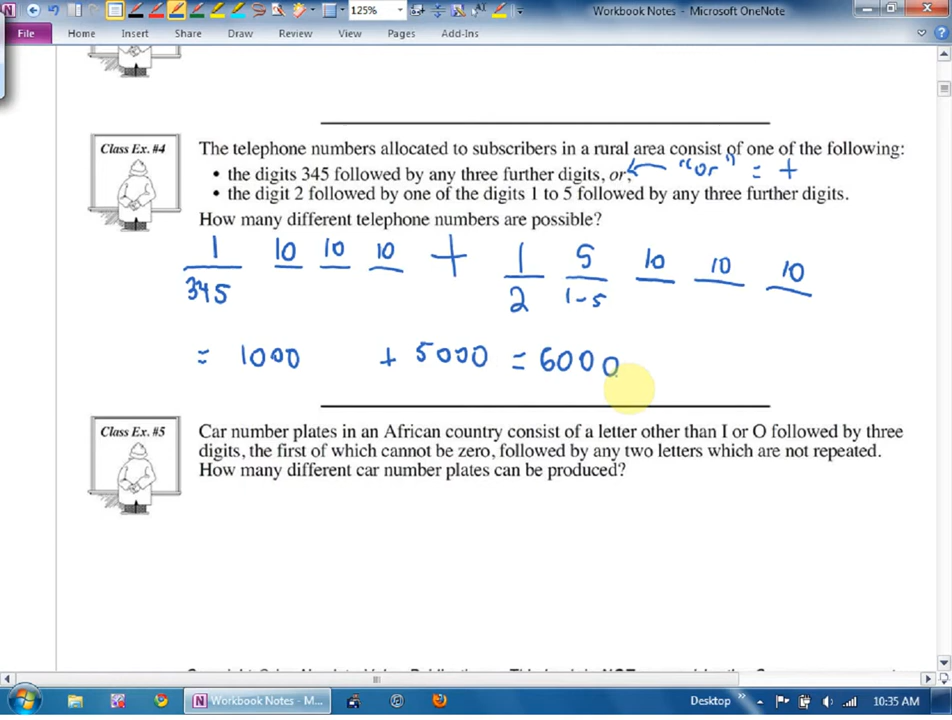 125%
Workbook Notes - Microsoft OneNote
File Home Insert Share Draw Review View Pages Add-Ins
Class Ex. #4
The telephone numbers allocated to subscribers in a rural area consist of one of the following:
• the digits 345 followed by any three further digits, or, "or" = +
• the digit 2 followed by one of the digits 1 to 5 followed by any three further digits.
How many different telephone numbers are possible?
1 10 10 10 + 1 5 10 10 10
345 2 1-5
= 1000 + 5000 = 6000
Class Ex. #5
Car number plates in an African country consist of a letter other than I or O followed by three
digits, the first of which cannot be zero, followed by any two letters which are not repeated.
How many different car number plates can be produced?
Workbook Notes - M...
Desktop
10:35 AM